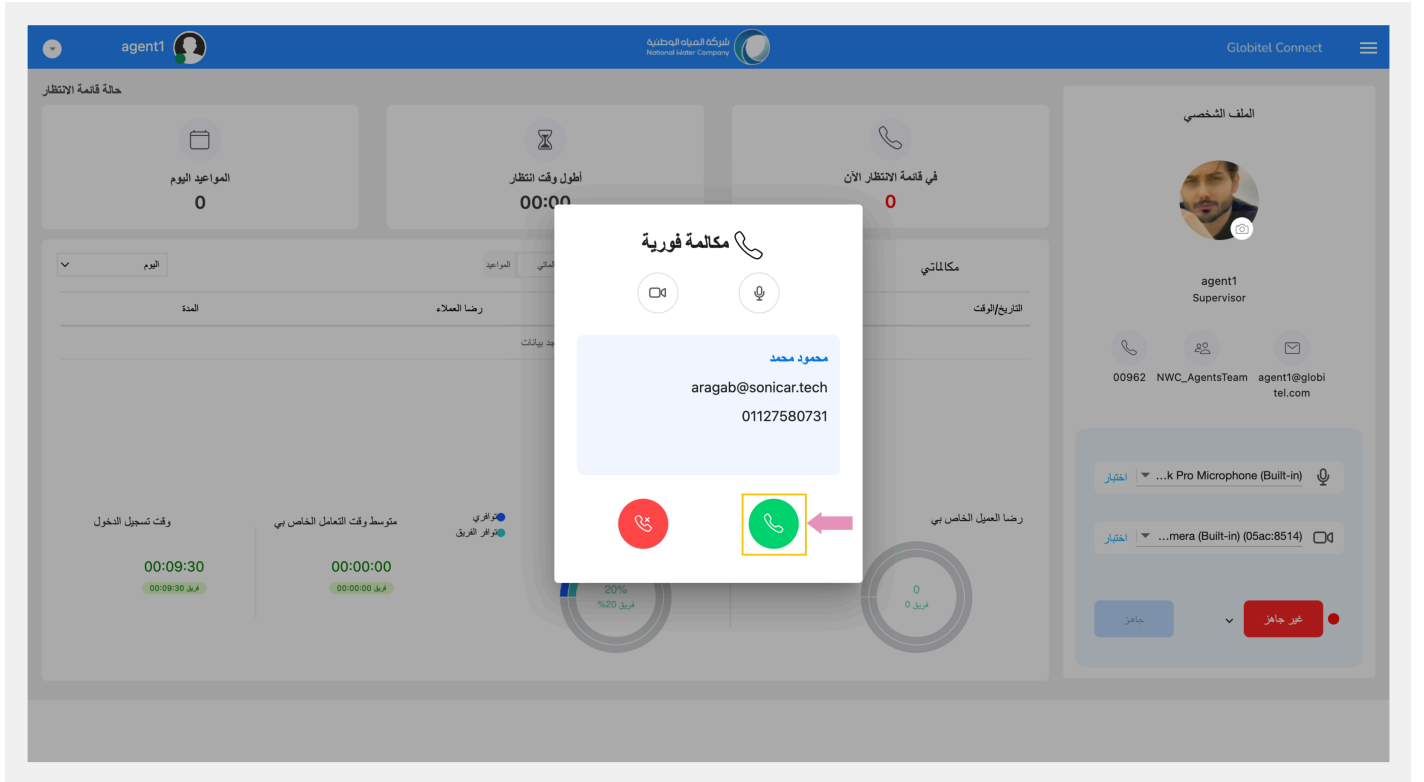 Globitel Connect
شركة المياه الوطنية
National Water Company
agent1
حالة قائمة الانتظار
الملف الشخصي
في قائمة الانتظار الآن
0
أطول وقت انتظار
00:00
المواعيد اليوم
0
agent1
Supervisor
00962
NWC_AgentsTeam
agent1@globi
tel.com
مكالماتي
المواعيد
اليوم
التاريخ/الوقت
رضا العملاء
المدة
مكالمة فورية
محمود محمد
aragab@sonicar.tech
01127580731
...k Pro Microphone (Built-in)
اختبار
...mera (Built-in) (05ac:8514)
اختبار
غير جاهز
جاهز
رضا العميل الخاص بي
0
فريق 0
توافري
توافر الفريق
20%
فريق 20%
متوسط وقت التعامل الخاص بي
00:00:00
فريق 00:00:00
وقت تسجيل الدخول
00:09:30
فريق 00:09:30